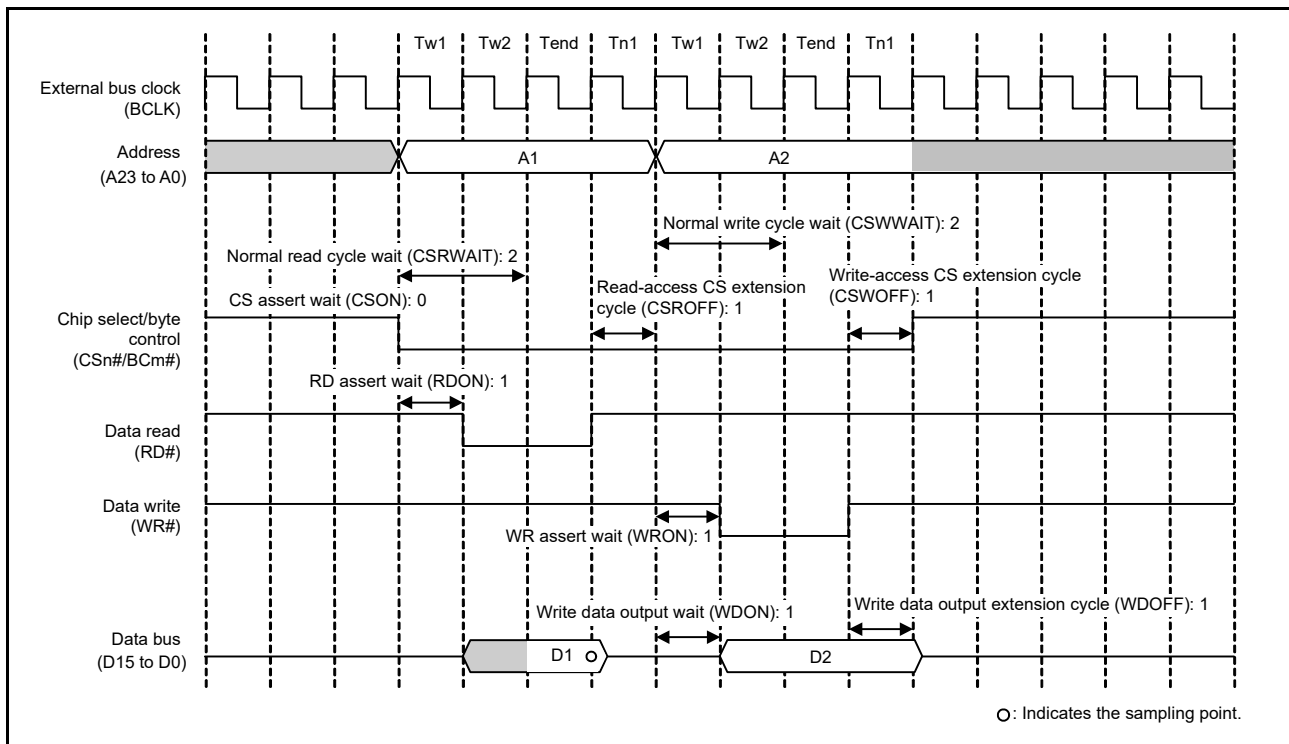 Tw1 Tw2 Tend Tn1 Tw1 Tw2 Tend Tn1
External bus clock
(BCLK)
Address
(A23 to A0)
A1
A2
Normal write cycle wait (CSWWAIT): 2
Normal read cycle wait (CSRWAIT): 2
Read-access CS extension
cycle (CSROFF): 1
Write-access CS extension cycle
(CSWOFF): 1
CS assert wait (CSON): 0
Chip select/byte
control
(CSn#/BCm#)
RD assert wait (RDON): 1
Data read
(RD#)
Data write
(WR#)
WR assert wait (WRON): 1
Write data output wait (WDON): 1
Write data output extension cycle (WDOFF): 1
Data bus
(D15 to D0)
D1
D2
: Indicates the sampling point.